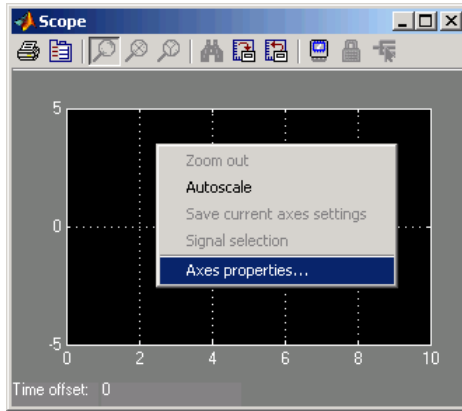 Scope
5
Zoom out
Autoscale
Save current axes settings
0
Signal selection
Axes properties...
-5
0 2 4 6 8 10
Time offset: 0